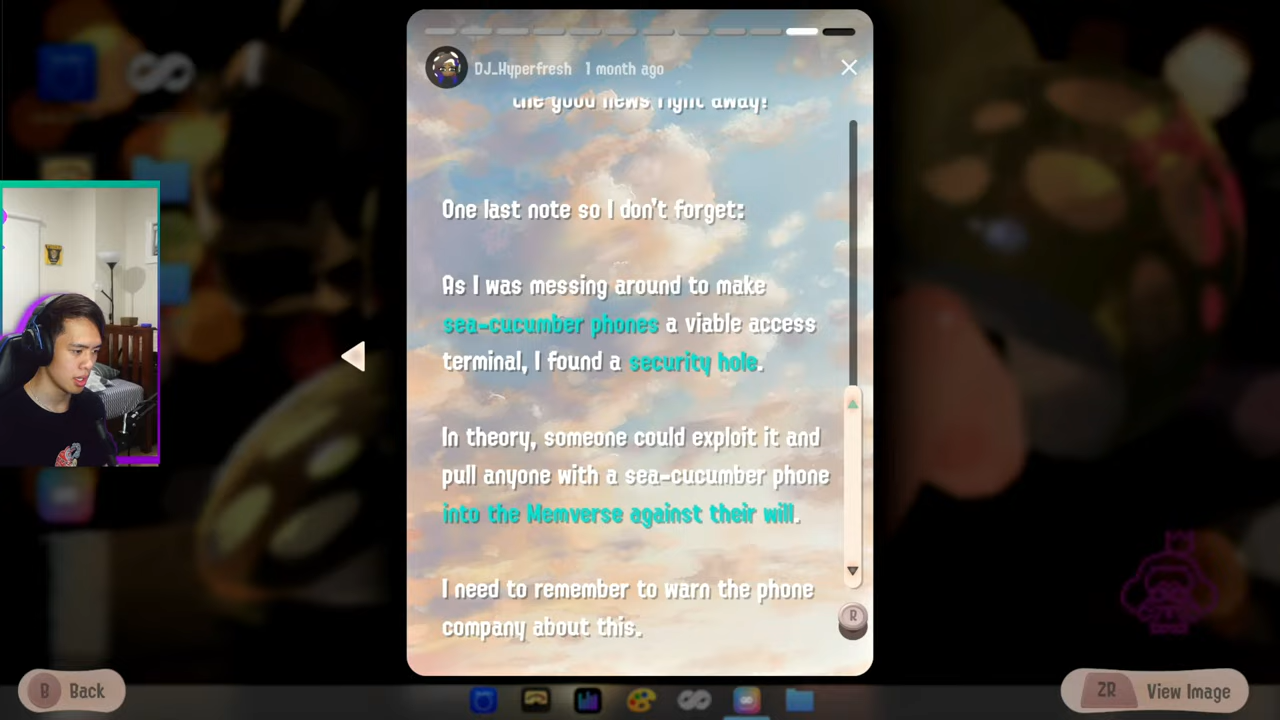 DJ_Hyperfresh 1 month ago
the good news right away!
One last note so I don't forget:
As I was messing around to make
sea-cucumber phones a viable access
terminal, I found a security hole.
In theory, someone could exploit it and
pull anyone with a sea-cucumber phone
into the Memverse against their will.
I need to remember to warn the phone
company about this.
R
B Back
ZR View Image